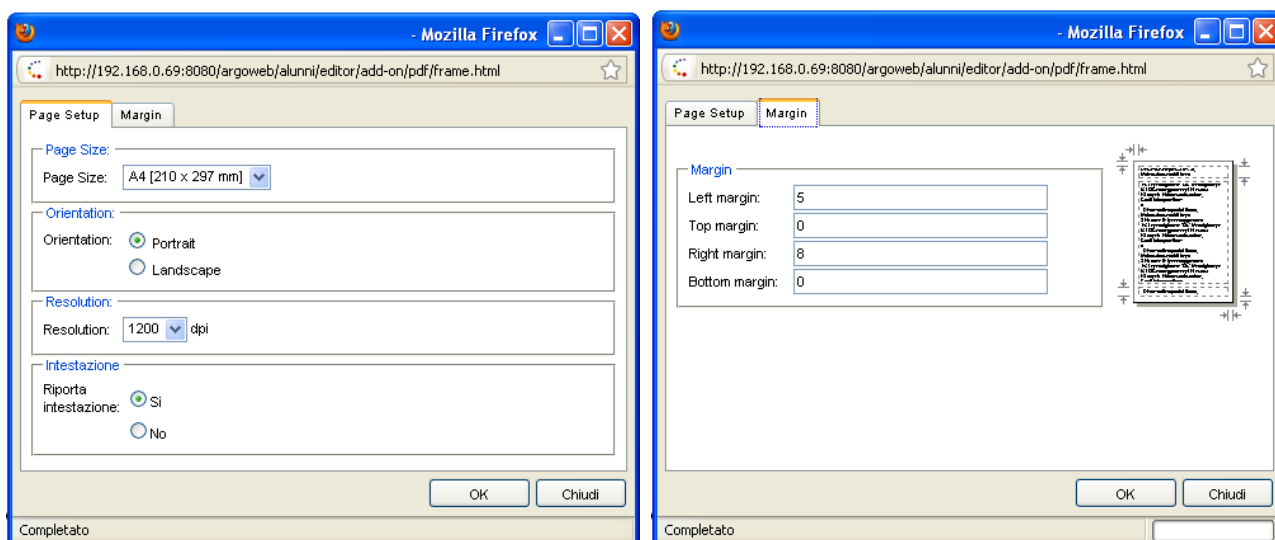 - Mozilla Firefox
http://192.168.0.69:8080/argoweb/alunni/editor/add-on/pdf/frame.html
Page Setup
Margin
Page Size:
Page Size:
A4 [210 x 297 mm]
Orientation:
Orientation:
Portrait
Landscape
Resolution:
Resolution:
1200
dpi
Intestazione
Riporta
intestazione:
Si
No
OK
Chiudi
Completato
- Mozilla Firefox
http://192.168.0.69:8080/argoweb/alunni/editor/add-on/pdf/frame.html
Page Setup
Margin
Margin
Left margin:
5
Top margin:
0
Right margin:
8
Bottom margin:
0
OK
Chiudi
Completato